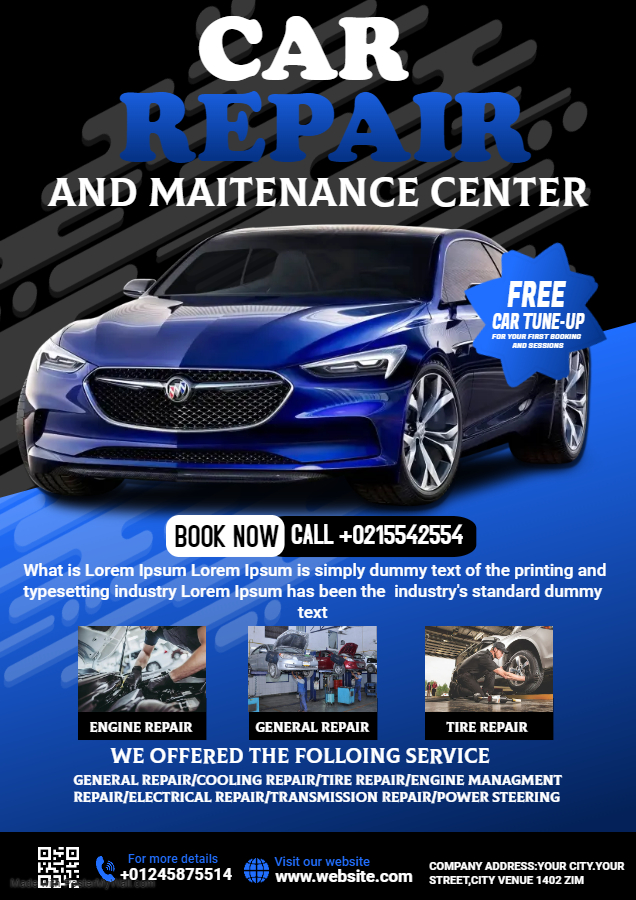 CAR
REPAIR
AND MAITENANCE CENTER
FREE
CAR TUNE-UP
FOR YOUR FIRST BOOKING
AND SESSIONS
BOOK NOW CALL +0215542554
What is Lorem Ipsum Lorem Ipsum is simply dummy text of the printing and
typesetting industry Lorem Ipsum has been the industry's standard dummy
text
ENGINE REPAIR
GENERAL REPAIR
TIRE REPAIR
WE OFFERED THE FOLLOING SERVICE
GENERAL REPAIR/COOLING REPAIR/TIRE REPAIR/ENGINE MANAGMENT
REPAIR/ELECTRICAL REPAIR/TRANSMISSION REPAIR/POWER STEERING
For more details
+01245875514
Visit our website
www.website.com
COMPANY ADDRESS:YOUR CITY.YOUR
STREET,CITY VENUE 1402 ZIM